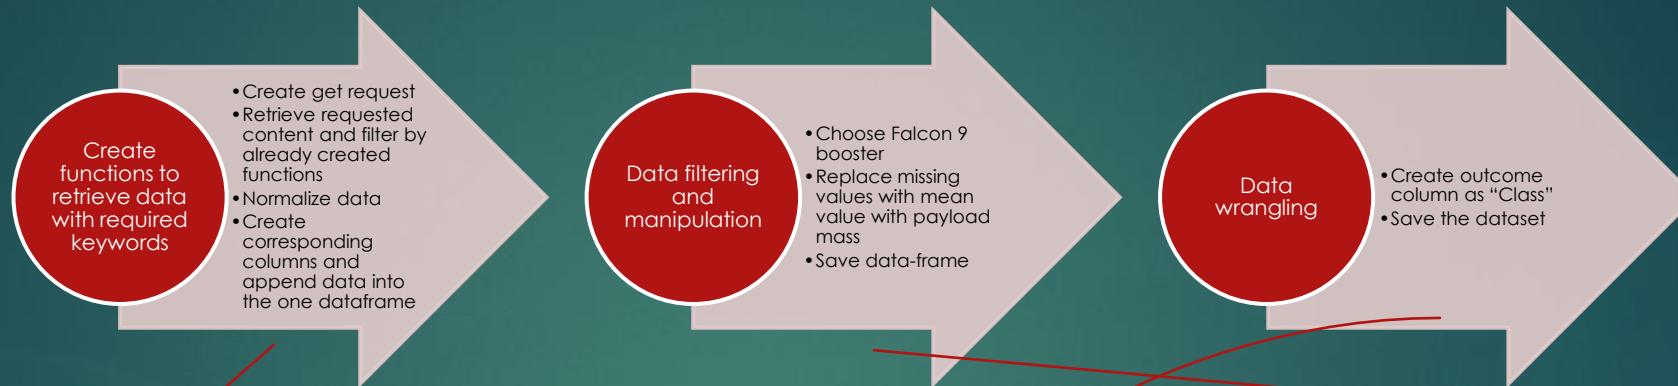 Create
functions to
retrieve data
with required
keywords
•Create get request
•Retrieve requested
content and filter by
already created
functions
•Normalize data
•Create
corresponding
columns and
append data into
the one dataframe
Data filtering
and
manipulation
•Choose Falcon 9
booster
•Replace missing
values with mean
value with payload
mass
•Save data-frame
Data
wrangling
•Create outcome
column as “Class”
•Save the dataset